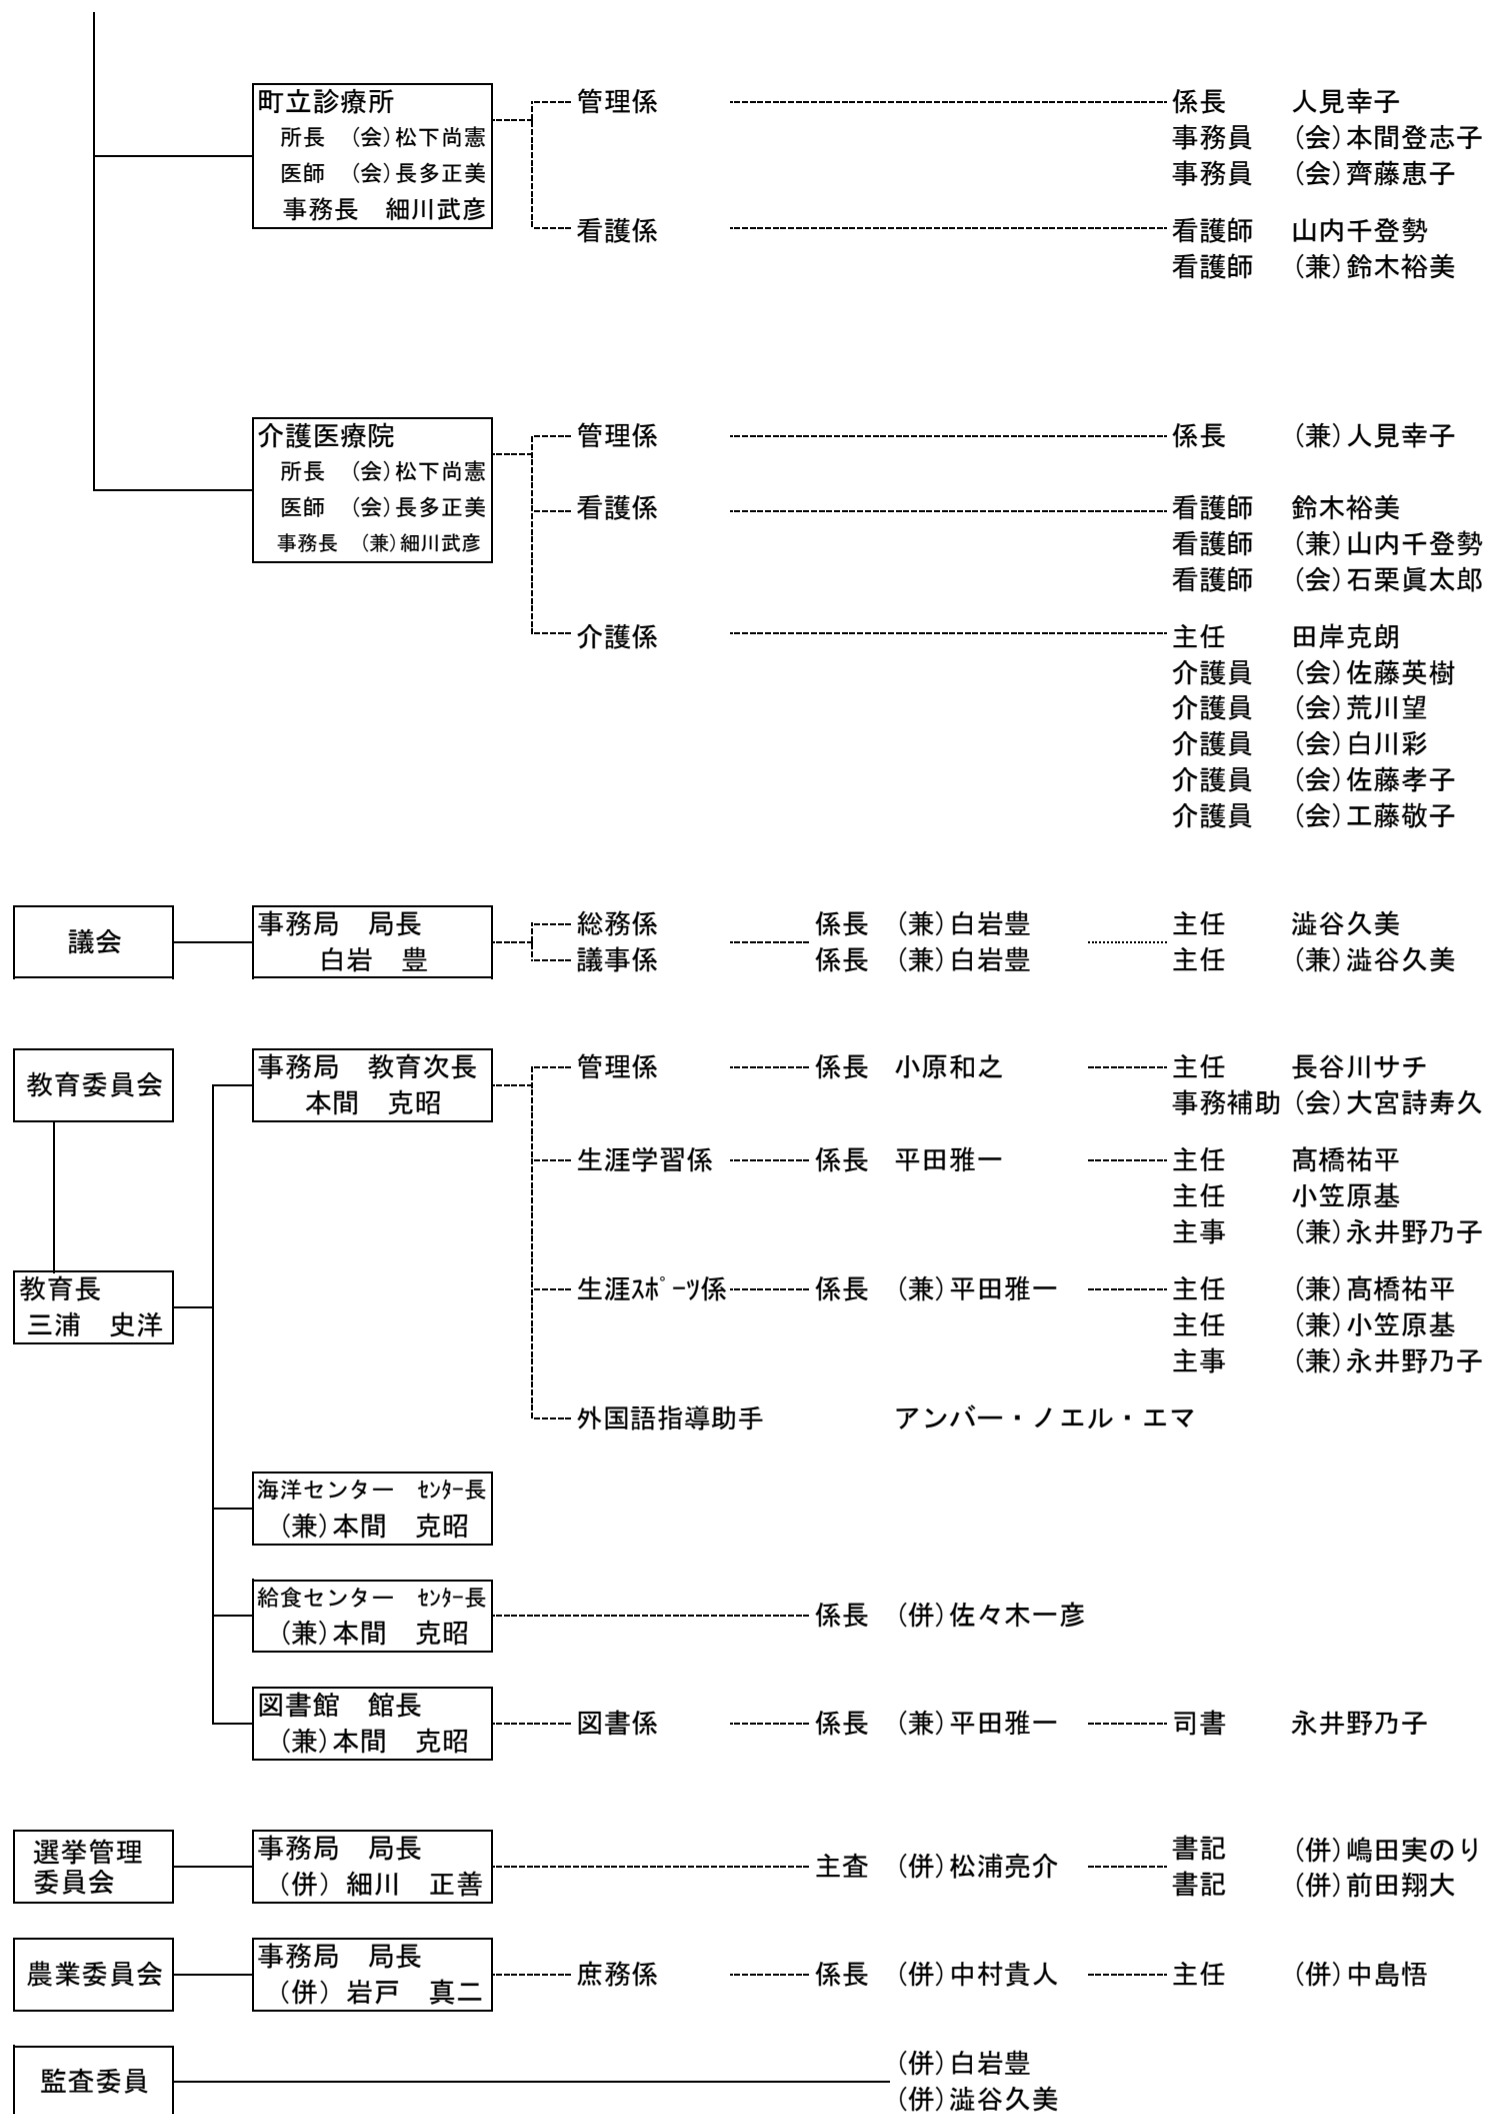 町立診療所　管理係　係長　人見幸子
所長　（会）松下尚憲　事務員　（会）本間登志子
医師　（会）長多正美　事務員　（会）齊藤恵子
事務長　細川武彦
看護係　看護師　山内千登勢
看護師　（兼）鈴木裕美
介護医療院　管理係　係長　（兼）人見幸子
所長　（会）松下尚憲
医師　（会）長多正美　看護係　看護師　鈴木裕美
事務長　（兼）細川武彦　看護師　（兼）山内千登勢
看護師　（会）石栗眞太郎
介護係　主任　田岸克朗
介護員　（会）佐藤英樹
介護員　（会）荒川望
介護員　（会）白川彩
介護員　（会）佐藤孝子
介護員　（会）工藤敬子
議会　事務局　局長　総務係　係長　（兼）白岩豊　主任　澁谷久美
白岩　豊　議事係　係長　（兼）白岩豊　主任　（兼）澁谷久美
教育委員会　事務局　教育次長　管理係　係長　小原和之　主任　長谷川サチ
本間　克昭　事務補助　（会）大宮詩寿久
生涯学習係　係長　平田雅一　主任　髙橋祐平
主任　小笠原基
主事　（兼）永井野乃子
教育長　生涯ｽﾎﾟｰﾂ係　係長　（兼）平田雅一　主任　（兼）髙橋祐平
三浦　史洋　主任　（兼）小笠原基
主事　（兼）永井野乃子
外国語指導助手　アンバー・ノエル・エマ
海洋センター　ｾﾝﾀｰ長
（兼）本間　克昭
給食センター　ｾﾝﾀｰ長　係長　（併）佐々木一彦
（兼）本間　克昭
図書館　館長　図書係　係長　（兼）平田雅一　司書　永井野乃子
（兼）本間　克昭
選挙管理　事務局　局長　主査　（併）松浦亮介　書記　（併）嶋田実のり
委員会　（併）細川　正善　書記　（併）前田翔大
農業委員会　事務局　局長　庶務係　係長　（併）中村貴人　主任　（併）中島悟
（併）岩戸　真二
監査委員　（併）白岩豊
（併）澁谷久美